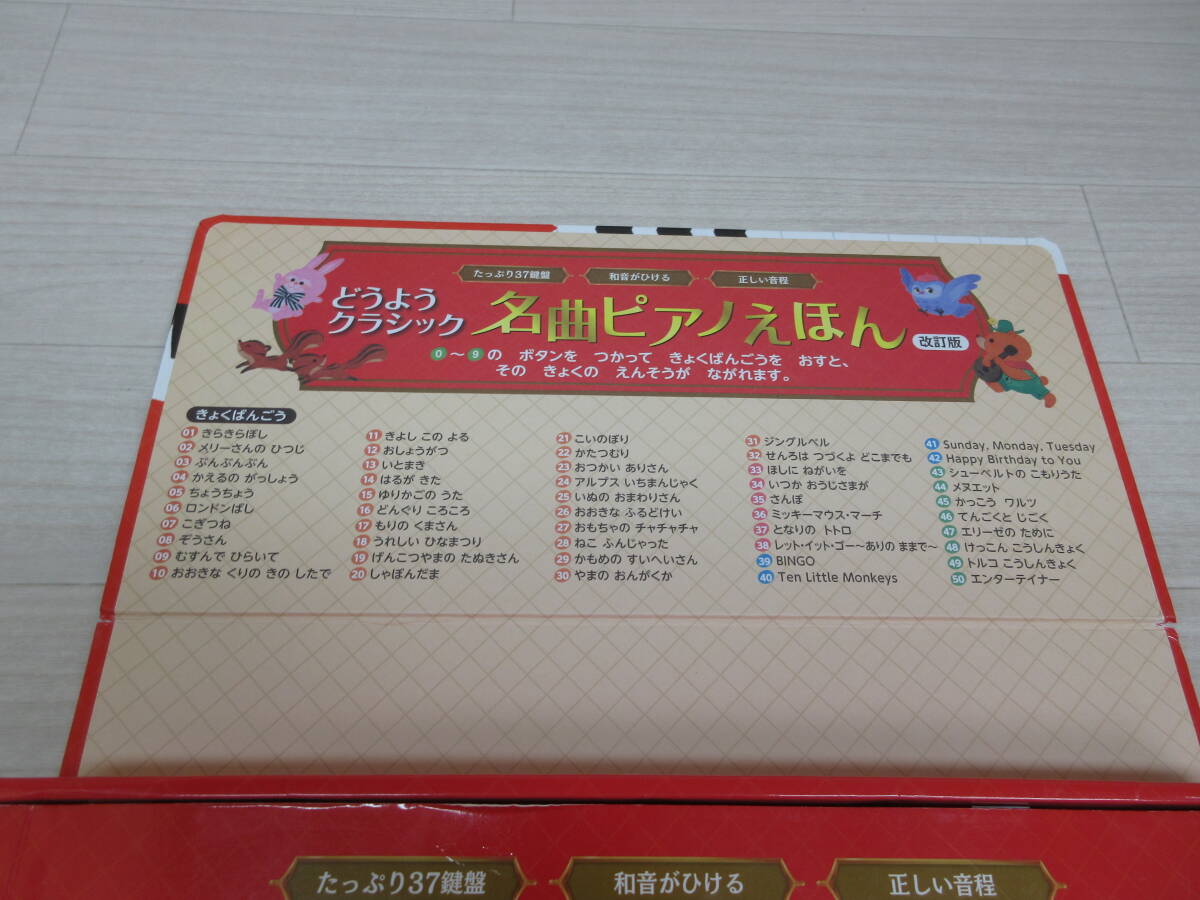 たっぷり37鍵盤
和音がひける
正しい音程
どうよう
クラシック
名曲ピアノえほん
改訂版
0〜9の ボタンを つかって きょくばんごうを おすと、
その きょくの えんそうが ながれます。
きょくばんごう
01 きらきらぼし
02 メリーさんの ひつじ
03 ぶんぶんぶん
04 かえるの がっしょう
05 ちょうちょう
06 ロンドンばし
07 こぎつね
08 ぞうさん
09 むすんで ひらいて
10 おおきな くりの きの したで
11 きよし この よる
12 おしょうがつ
13 いとまき
14 はるが きた
15 ゆりかごの うた
16 どんぐり ころころ
17 もりの くまさん
18 うれしい ひなまつり
19 げんこつやまの たぬきさん
20 しゃぼんだま
21 こいのぼり
22 かたつむり
23 おつかい ありさん
24 アルプス いちまんじゃく
25 いぬの おまわりさん
26 おおきな ふるどけい
27 おもちゃの チャチャチャ
28 ねこ ふんじゃった
29 かもめの すいへいさん
30 やまの おんがくか
31 ジングルベル
32 せんろは つづくよ どこまでも
33 ほしに ねがいを
34 いつか おうじさまが
35 さんぽ
36 ミッキーマウス・マーチ
37 となりの トトロ
38 レット・イット・ゴー〜ありの ままで〜
39 BINGO
40 Ten Little Monkeys
41 Sunday, Monday, Tuesday
42 Happy Birthday to You
43 シューベルトの こもりうた
44 メヌエット
45 かっこう ワルツ
46 てんごくと じごく
47 エリーゼの ために
48 けっこん こうしんきょく
49 トルコ こうしんきょく
50 エンターテイナー
たっぷり37鍵盤
和音がひける
正しい音程